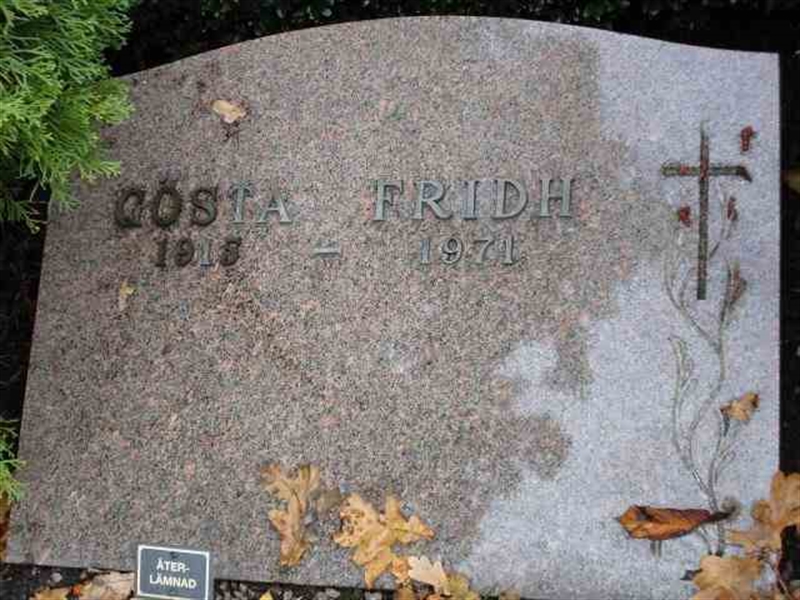 GÖSTA FRIDH
1915 – 1971
ÅTER-
LÄMNAD